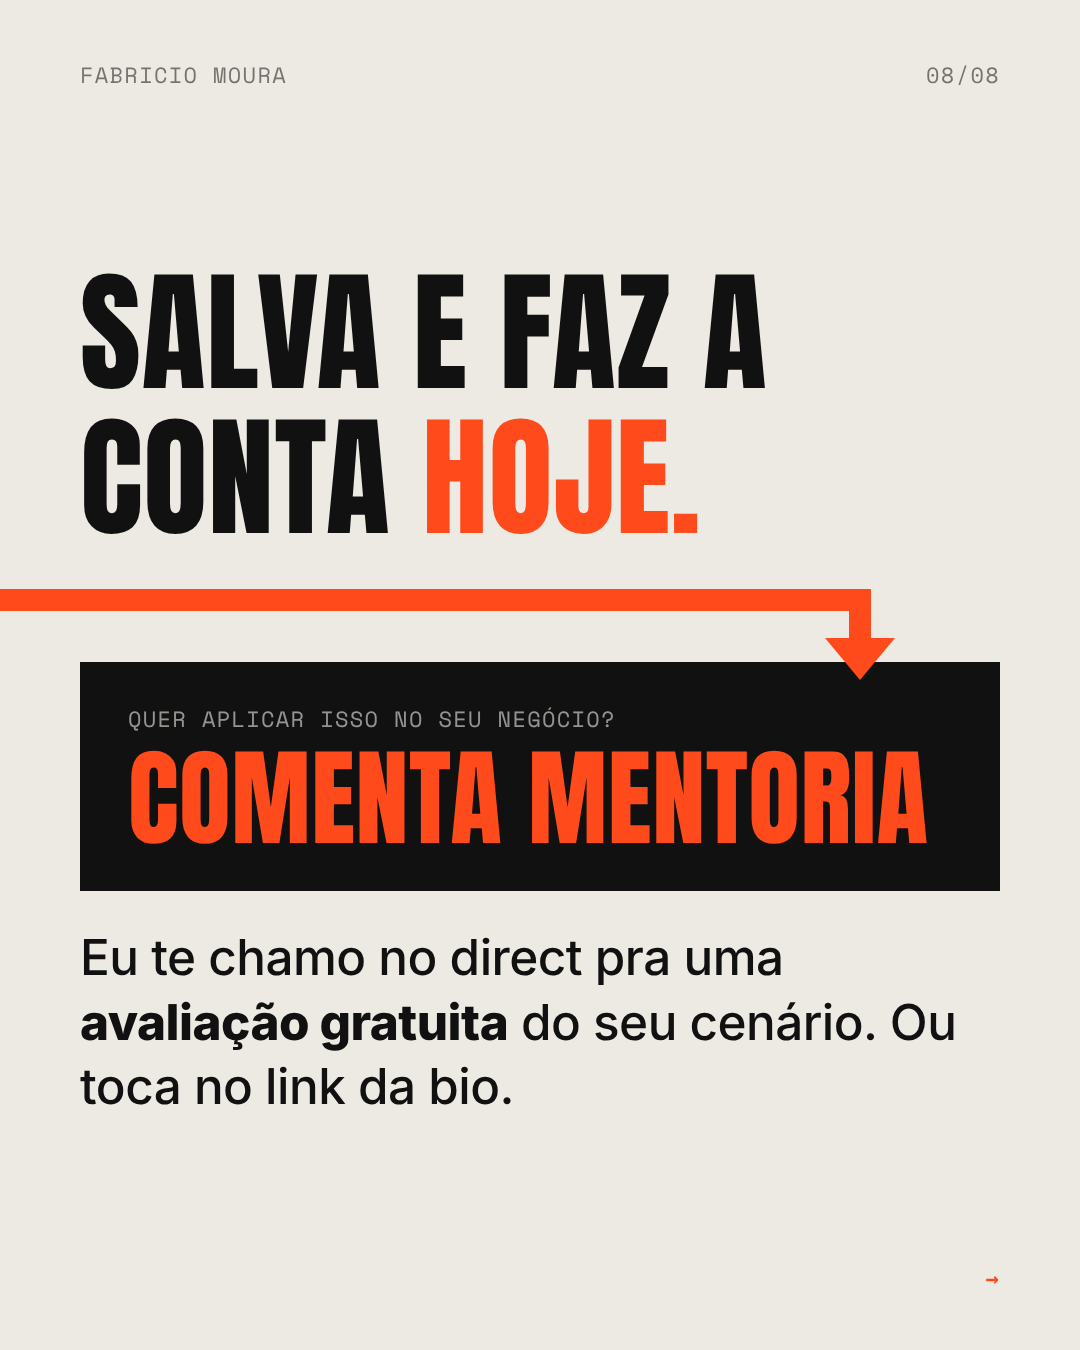 FABRICIO MOURA
08/08
SALVA E FAZ A
CONTA HOJE.
QUER APLICAR ISSO NO SEU NEGÓCIO?
COMENTA MENTORIA
Eu te chamo no direct pra uma
avaliação gratuita do seu cenário. Ou
toca no link da bio.
→